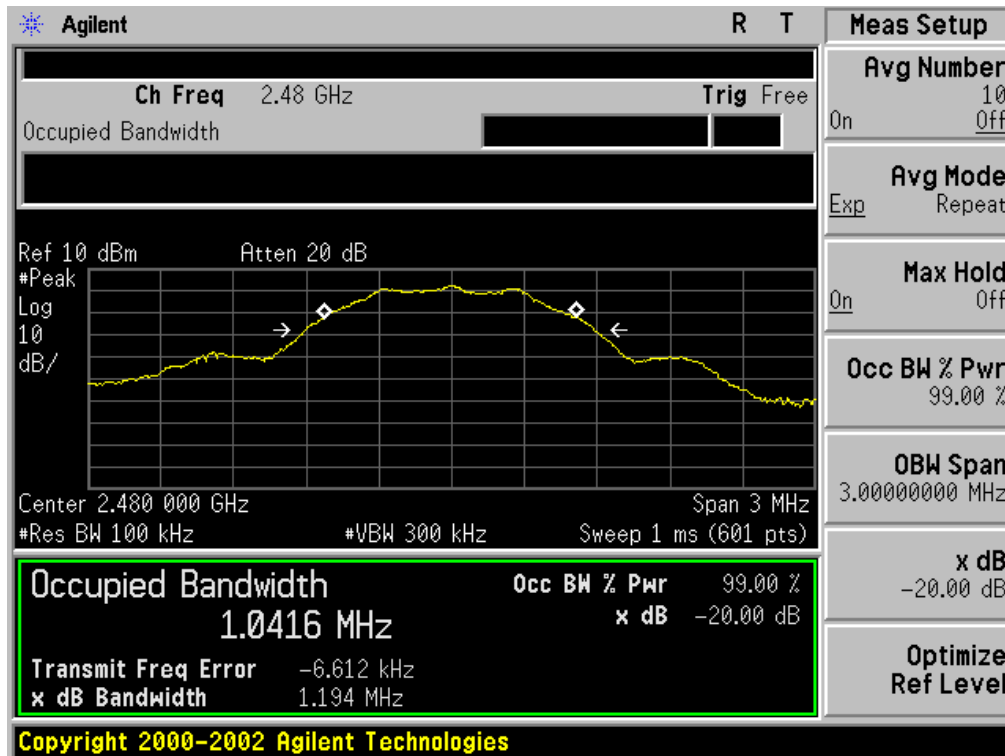 Agilent R T
Ch Freq 2.48 GHz Trig Free
Occupied Bandwidth
Ref 10 dBm Atten 20 dB
#Peak
Log
10
dB/
Center 2.480 000 GHz Span 3 MHz
#Res BW 100 kHz #VBW 300 kHz Sweep 1 ms (601 pts)
Occupied Bandwidth Occ BW % Pwr 99.00 %
1.0416 MHz x dB -20.00 dB
Transmit Freq Error -6.612 kHz
x dB Bandwidth 1.194 MHz
Copyright 2000-2002 Agilent Technologies
Meas Setup
Avg Number
10
On Off
Avg Mode
Exp Repeat
Max Hold
On Off
Occ BW % Pwr
99.00 %
OBW Span
3.00000000 MHz
x dB
-20.00 dB
Optimize
Ref Level